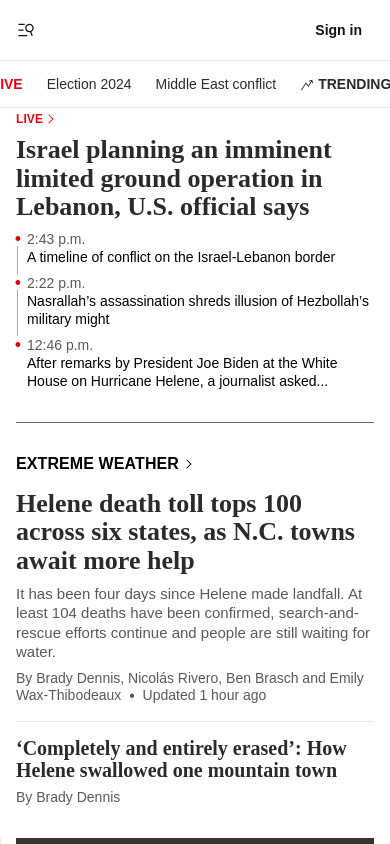 Sign in
IVE Election 2024 Middle East conflict TRENDING
LIVE
Israel planning an imminent
limited ground operation in
Lebanon, U.S. official says
2:43 p.m.
A timeline of conflict on the Israel-Lebanon border
2:22 p.m.
Nasrallah’s assassination shreds illusion of Hezbollah’s
military might
12:46 p.m.
After remarks by President Joe Biden at the White
House on Hurricane Helene, a journalist asked...
EXTREME WEATHER
Helene death toll tops 100
across six states, as N.C. towns
await more help
It has been four days since Helene made landfall. At
least 104 deaths have been confirmed, search-and-
rescue efforts continue and people are still waiting for
water.
By Brady Dennis, Nicolás Rivero, Ben Brasch and Emily
Wax-Thibodeaux • Updated 1 hour ago
‘Completely and entirely erased’: How
Helene swallowed one mountain town
By Brady Dennis